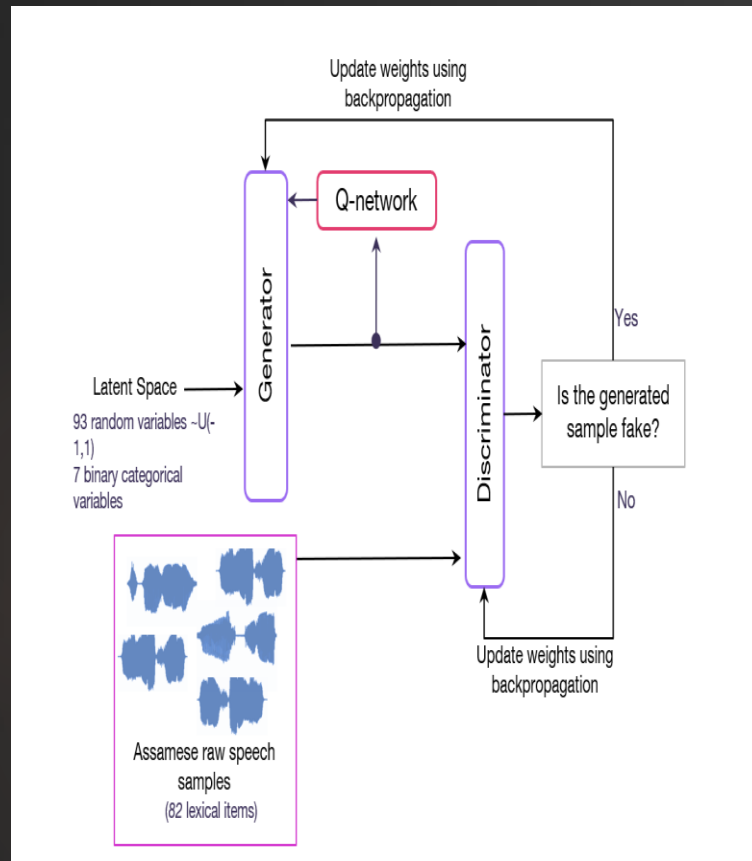 Update weights using
backpropagation
Q-network
Generator
Discriminator
Yes
Latent Space
93 random variables ~U(-
1,1)
7 binary categorical
variables
Is the generated
sample fake?
No
Update weights using
backpropagation
Assamese raw speech
samples
(82 lexical items)